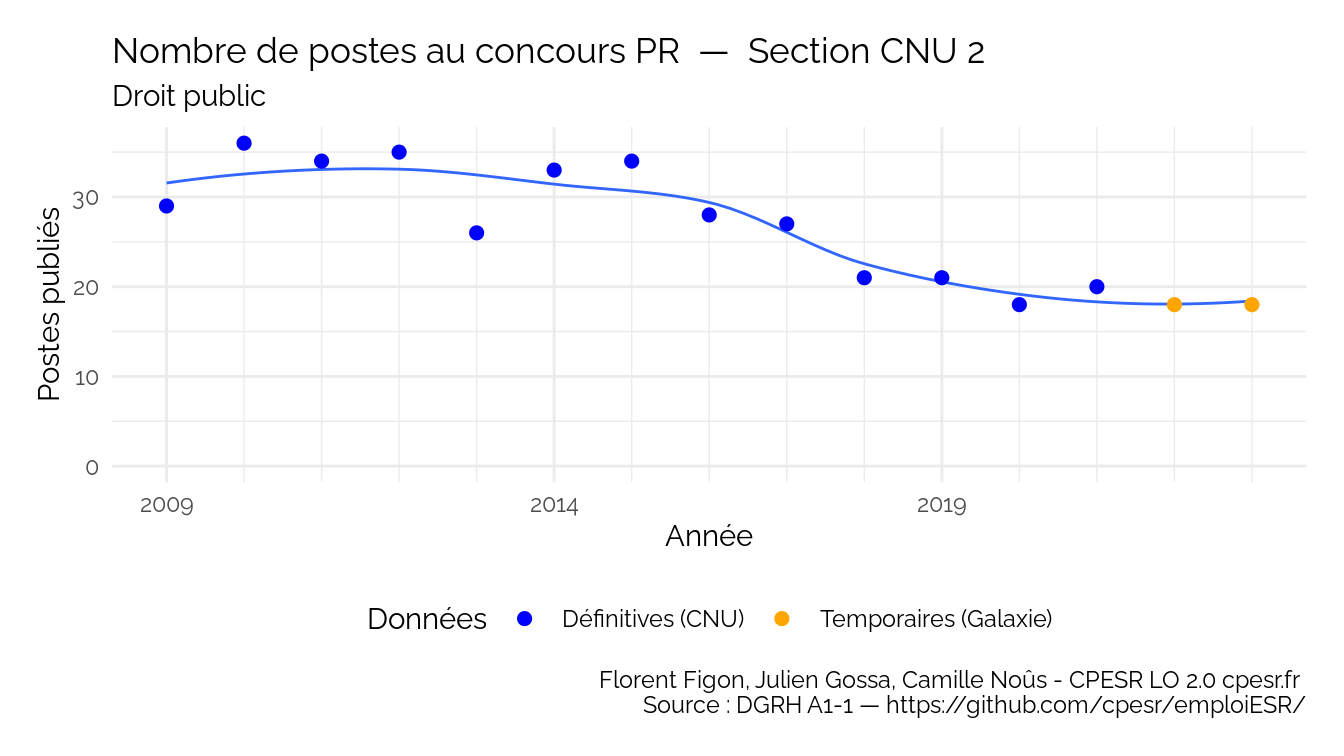 Nombre de postes au concours PR — Section CNU 2
Droit public
Postes publiés
30
20
10
0
2009 2014 2019
Année
Données Définitives (CNU) Temporaires (Galaxie)
Florent Figon, Julien Gossa, Camille Noûs - CPESR LO 2.0 cpesr.fr
Source : DGRH A1-1 — https://github.com/cpesr/emploiESR/